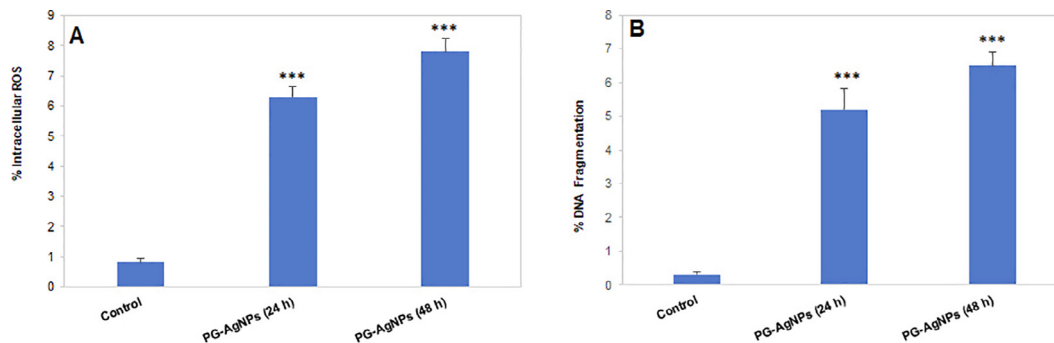 A
% Intracellular ROS
9
8
7
6
5
4
3
2
1
0
***
***
Control
PG-AgNPs (24 h)
PG-AgNPs (48 h)
B
% DNA Fragmentation
8
7
6
5
4
3
2
1
0
***
***
Control
PG-AgNPs (24 h)
PG-AgNPs (48 h)